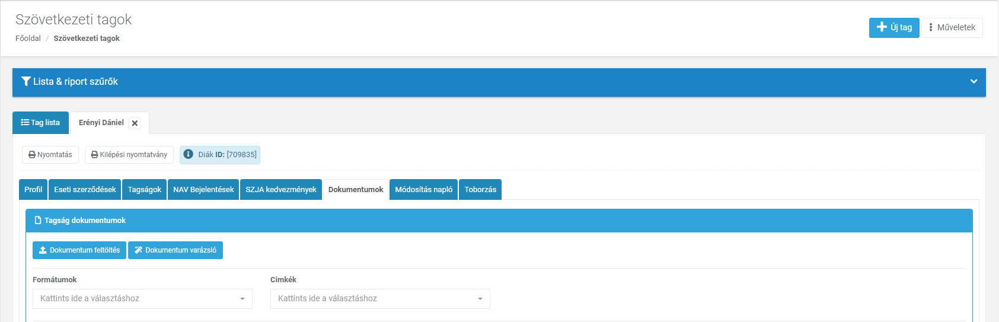 Szövetkezeti tagok
Új tag
Műveletek
Főoldal / Szövetkezeti tagok
Lista & riport szűrők
Tag lista
Erényi Dániel
Nyomtatás
Kilépési nyomtatvány
Diák ID: [709835]
Profil
Eseti szerződések
Tagságok
NAV Bejelentések
SZJA kedvezmények
Dokumentumok
Módosítás napló
Toborzás
Tagság dokumentumok
Dokumentum feltöltés
Dokumentum varázsló
Formátumok
Cimkék
Kattints ide a választáshoz
Kattints ide a választáshoz